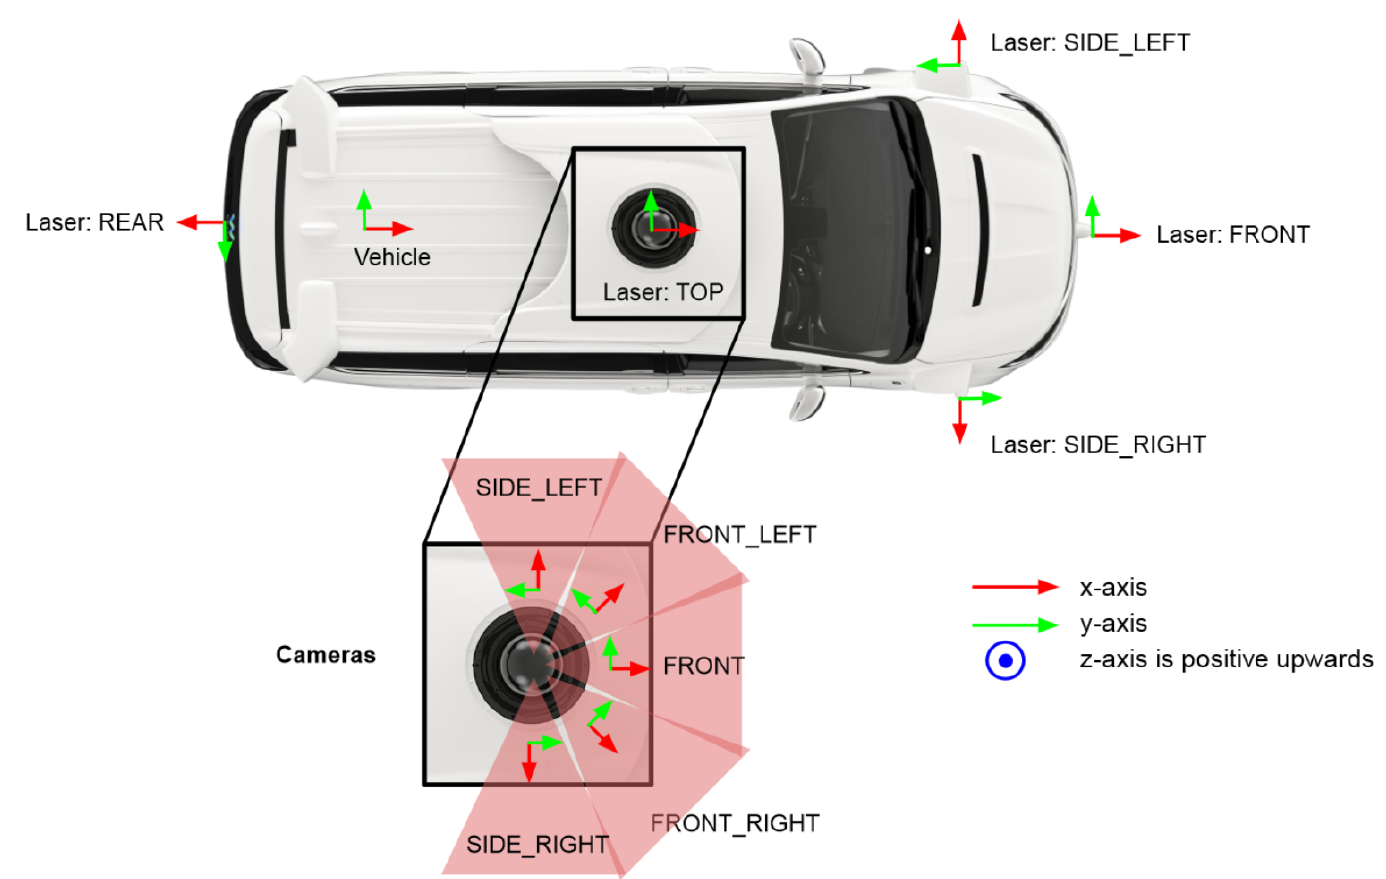 Laser: SIDE_LEFT
Laser: REAR
Vehicle
Laser: TOP
Laser: FRONT
Laser: SIDE_RIGHT
SIDE_LEFT
FRONT_LEFT
Cameras
FRONT
FRONT_RIGHT
SIDE_RIGHT
x-axis
y-axis
z-axis is positive upwards